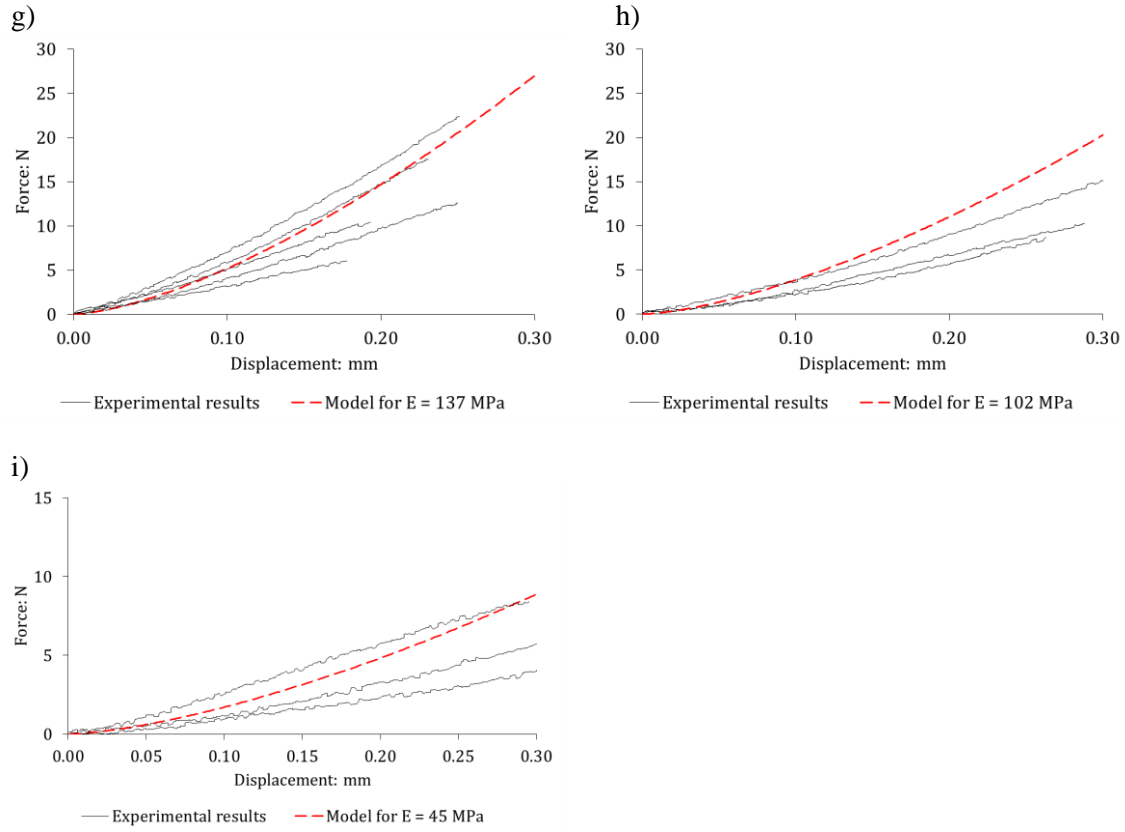 g)
30
25
20
15
10
5
0
Force: N
0.00 0.10 0.20 0.30
Displacement: mm
Experimental results Model for E = 137 MPa
h)
30
25
20
15
10
5
0
Force: N
0.00 0.10 0.20 0.30
Displacement: mm
Experimental results Model for E = 102 MPa
i)
15
10
5
0
Force: N
0.00 0.05 0.10 0.15 0.20 0.25 0.30
Displacement: mm
Experimental results Model for E = 45 MPa